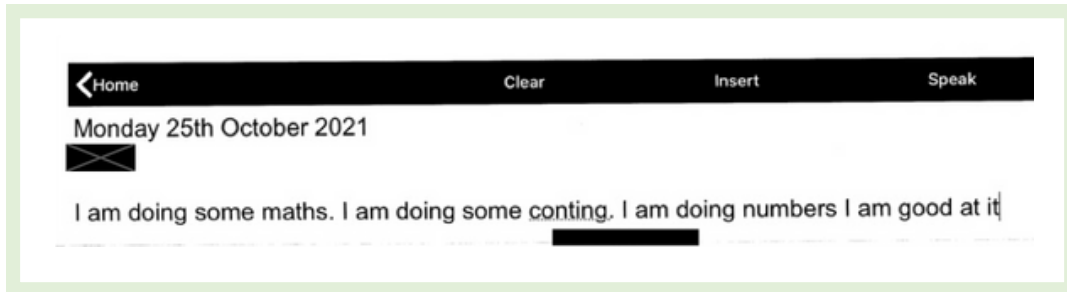 Home Clear Insert Speak
Monday 25th October 2021
I am doing some maths. I am doing some conting. I am doing numbers I am good at it